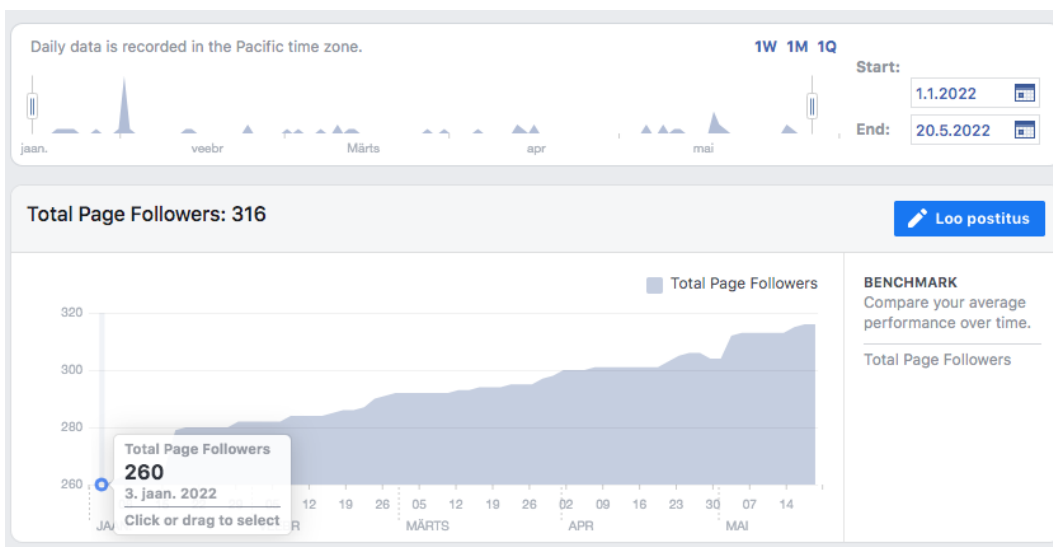 Daily data is recorded in the Pacific time zone.
1W 1M 1Q
Start:
1.1.2022
End:
20.5.2022
jaan.
veebr
Märts
apr
mai
Total Page Followers: 316
Loo postitus
Total Page Followers
BENCHMARK
Compare your average
performance over time.
Total Page Followers
320
300
280
260
Total Page Followers
260
3. jaan. 2022
Click or drag to select
12 19 26 05 12 19 26 02 09 16 23 30 07 14
MÄRTS APR MAI